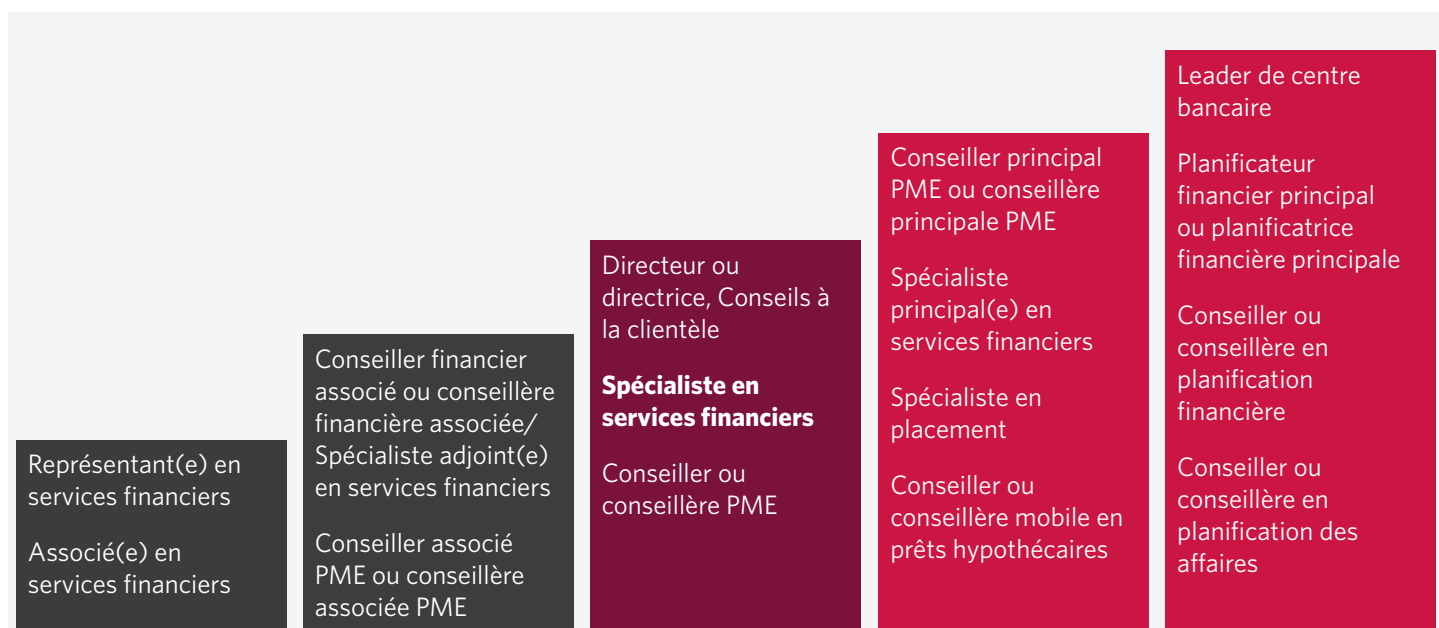 Représentant(e) en
services financiers
Associé(e) en
services financiers
Conseiller financier
associé ou conseillère
financière associée/
Spécialiste adjoint(e)
en services financiers
Conseiller associé
PME ou conseillère
associée PME
Directeur ou
directrice, Conseils à
la clientèle
Spécialiste en
services financiers
Conseiller ou
conseillère PME
Conseiller principal
PME ou conseillère
principale PME
Spécialiste
principal(e) en
services financiers
Spécialiste en
placement
Conseiller ou
conseillère mobile en
prêts hypothécaires
Leader de centre
bancaire
Planificateur
financier principal
ou planificatrice
financière principale
Conseiller ou
conseillère en
planification
financière
Conseiller ou
conseillère en
planification des
affaires